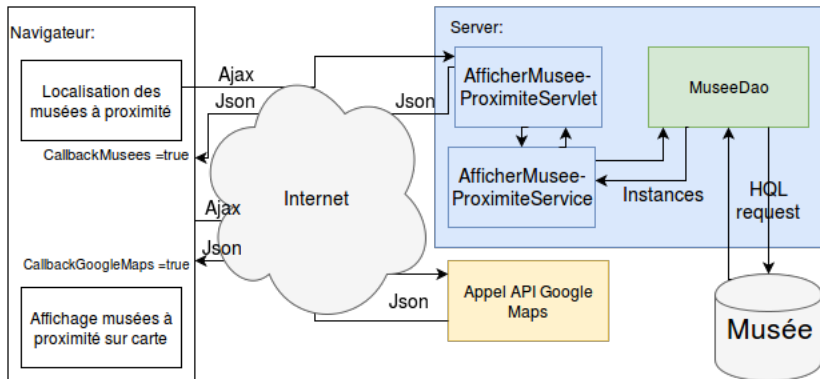 Navigateur:
Localisation des
musées à proximité
CallbackMusees =true
CallbackGoogleMaps =true
Affichage musées à
proximité sur carte
Ajax
Json
Ajax
Json
Internet
Json
Json
Server:
AfficherMusee-
ProximiteServlet
AfficherMusee-
ProximiteService
MuseeDao
Instances
HQL
request
Appel API Google
Maps
Musée